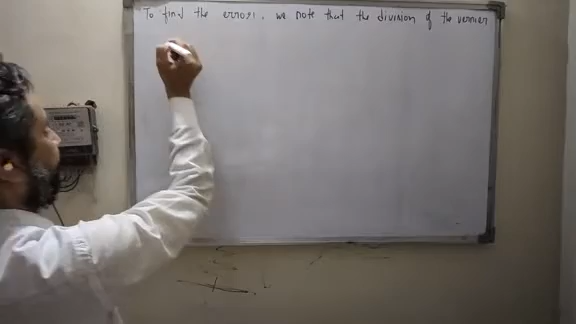 To find the error, we note that the division of the vernier